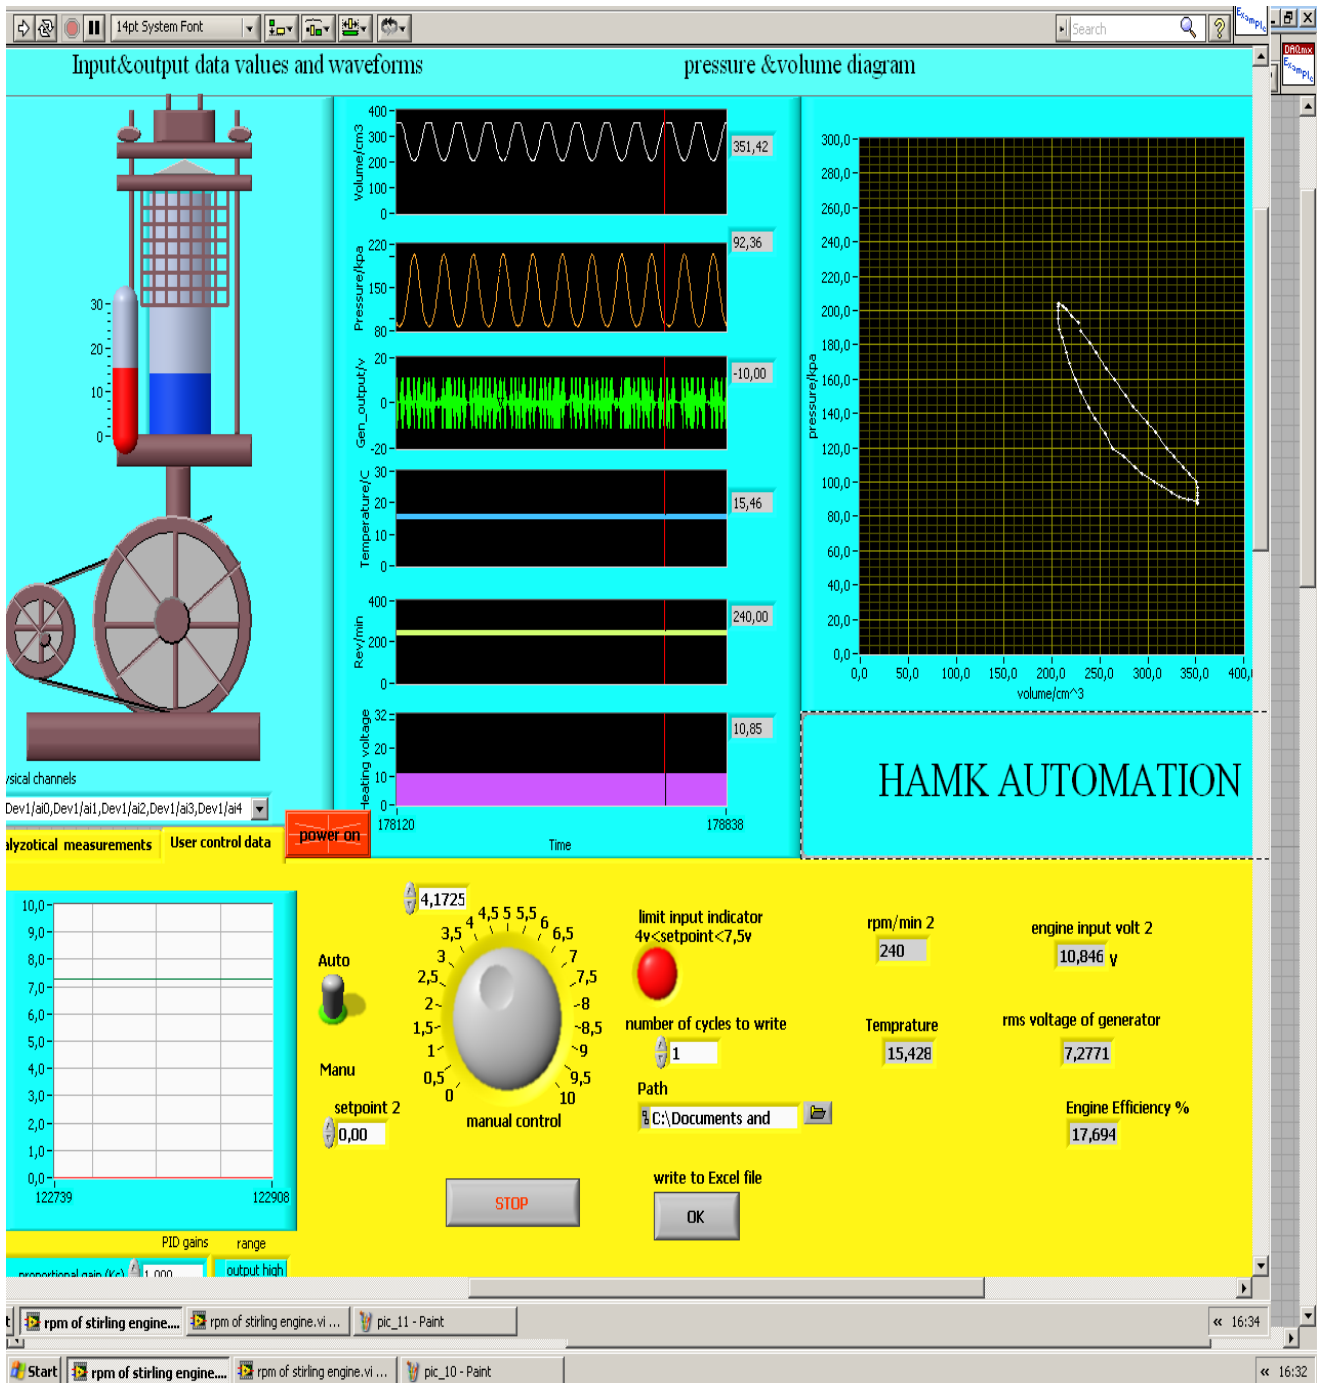 14pt System Font
Search
?
Examplc
DAQmx
Examplc
Input&output data values and waveforms
pressure &volume diagram
30
20
10
0
Volume/cm3
400
300
200
100
0
351,42
Pressure/kpa
220
150
80
92,36
Gen_output/v
20
0
-20
-10,00
Temperature/C
30
20
10
0
15,46
Rev/min
400
200
0
240,00
Heating voltage
32
20
10
0
10,85
178120
178838
Time
pressure/kpa
300,0
280,0
260,0
240,0
220,0
200,0
180,0
160,0
140,0
120,0
100,0
80,0
60,0
40,0
20,0
0,0
0,0 50,0 100,0 150,0 200,0 250,0 300,0 350,0 400,
volume/cm^3
HAMK AUTOMATION
ysical channels
Dev1/ai0,Dev1/ai1,Dev1/ai2,Dev1/ai3,Dev1/ai4
alyzotical measurements
User control data
power on
10,0
9,0
8,0
7,0
6,0
5,0
4,0
3,0
2,0
1,0
0,0
122739
122908
PID gains
range
proportional gain (Kc)
1,000
output high
Auto
Manu
setpoint 2
0,00
4,1725
0 0,5 1 1,5 2 2,5 3 3,5 4 4,5 5 5,5 6 6,5 7 7,5 8 8,5 9 9,5 10
manual control
STOP
limit input indicator
4v<setpoint<7,5v
number of cycles to write
1
Path
C:\Documents and
write to Excel file
OK
rpm/min 2
240
engine input volt 2
10,846 v
Temprature
15,428
rms voltage of generator
7,2771
Engine Efficiency %
17,694
t
rpm of stirling engine....
rpm of stirling engine.vi ...
pic_11 - Paint
« 16:34
Start
rpm of stirling engine....
rpm of stirling engine.vi ...
pic_10 - Paint
« 16:32